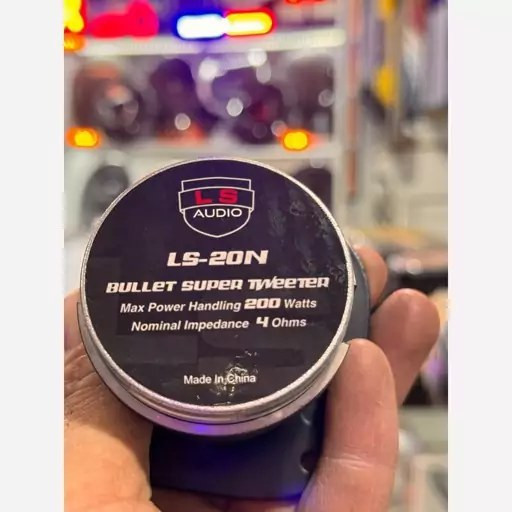 LS
AUDIO
LS-20N
BULLET SUPER TWEETER
Max Power Handling 200 Watts
Nominal Impedance 4 Ohms
Made In China